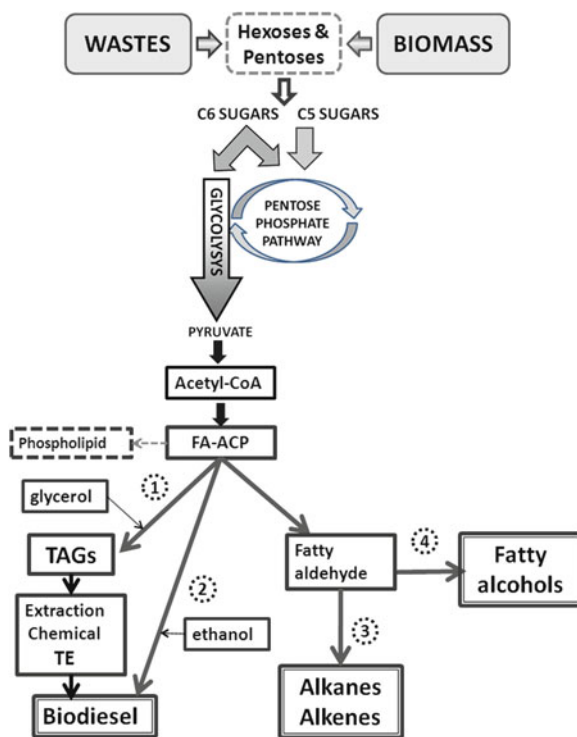 WASTES
Hexoses &
Pentoses
BIOMASS
C6 SUGARS
C5 SUGARS
GLYCOLYSYS
PENTOSE
PHOSPHATE
PATHWAY
PYRUVATE
Acetyl-CoA
FA-ACP
Phospholipid
1
glycerol
TAGs
Extraction
Chemical
TE
Biodiesel
2
ethanol
Fatty
aldehyde
4
Fatty
alcohols
3
Alkanes
Alkenes